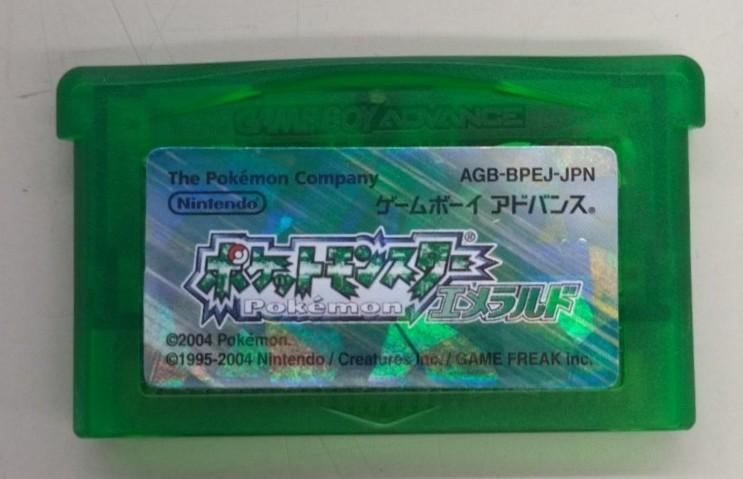 GAME BOY ADVANCE
The Pokémon Company AGB-BPEJ-JPN
Nintendo ゲームボーイ アドバンス®
ポケットモンスター®
Pokémon エメラルド
©2004 Pokémon.
©1995-2004 Nintendo / Creatures inc. / GAME FREAK inc.